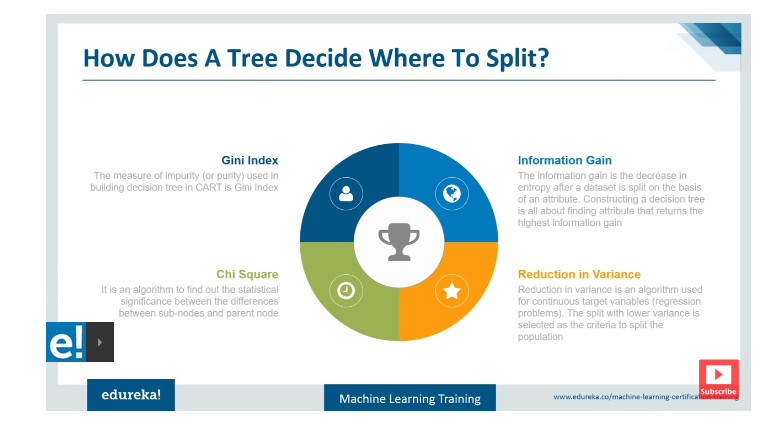 How Does A Tree Decide Where To Split?
Gini Index
The measure of impurity (or purity) used in
building decision tree in CART is Gini Index
Information Gain
The information gain is the decrease in
entropy after a dataset is split on the basis
of an attribute. Constructing a decision tree
is all about finding attribute that returns the
highest information gain
Chi Square
It is an algorithm to find out the statistical
significance between the differences
between sub-nodes and parent node
Reduction in Variance
Reduction in variance is an algorithm used
for continuous target variables (regression
problems). The split with lower variance is
selected as the criteria to split the
population
e!
edureka!
Machine Learning Training
www.edureka.co/machine-learning-certification-training
Subscribe